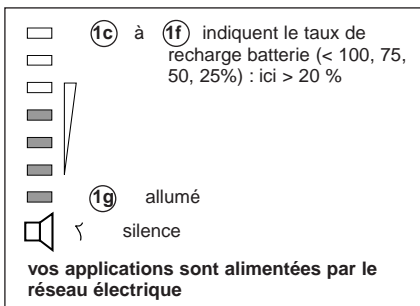 1c à 1f indiquent le taux de
recharge batterie (< 100, 75,
50, 25%) : ici > 20 %
1g allumé
silence
vos applications sont alimentées par le
réseau électrique